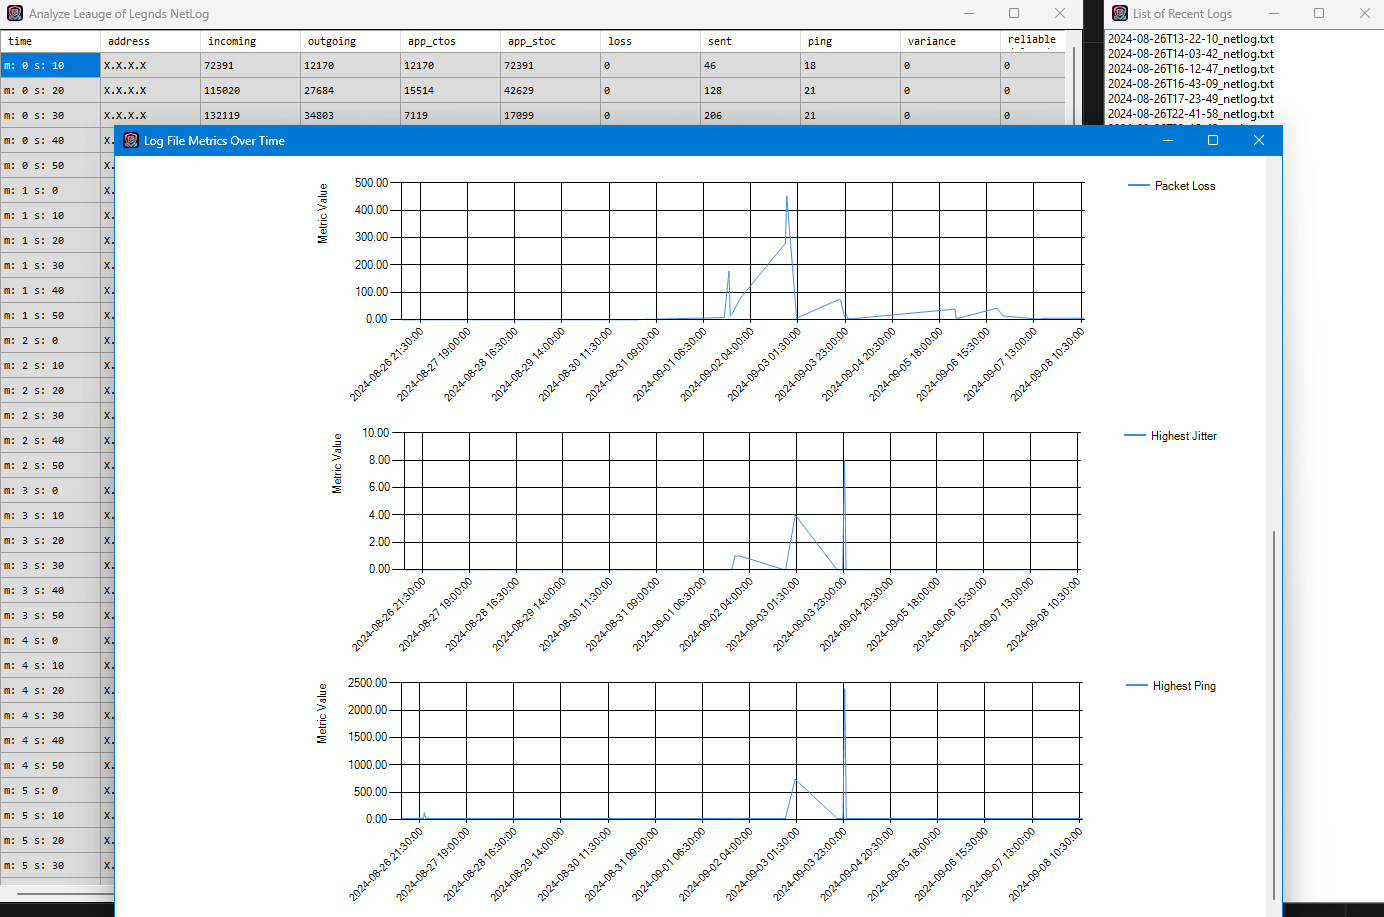 Analyze Leauge of Legnds NetLog
time address incoming outgoing app_ctos app_stoc loss sent ping variance reliable
m: 0 s: 10 X.X.X.X 72391 12170 12170 72391 0 46 18 0 0
m: 0 s: 20 X.X.X.X 115020 27684 15514 42629 0 128 21 0 0
m: 0 s: 30 X.X.X.X 132119 34803 7119 17099 0 206 21 0 0
m: 0 s: 40 X.
m: 0 s: 50 X.
m: 1 s: 0 X.
m: 1 s: 10 X.
m: 1 s: 20 X.
m: 1 s: 30 X.
m: 1 s: 40 X.
m: 1 s: 50 X.
m: 2 s: 0 X.
m: 2 s: 10 X.
m: 2 s: 20 X.
m: 2 s: 30 X.
m: 2 s: 40 X.
m: 2 s: 50 X.
m: 3 s: 0 X.
m: 3 s: 10 X.
m: 3 s: 20 X.
m: 3 s: 30 X.
m: 3 s: 40 X.
m: 3 s: 50 X.
m: 4 s: 0 X.
m: 4 s: 10 X.
m: 4 s: 20 X.
m: 4 s: 30 X.
m: 4 s: 40 X.
m: 4 s: 50 X.
m: 5 s: 0 X.
m: 5 s: 10 X.
m: 5 s: 20 X.
m: 5 s: 30 X.
List of Recent Logs
2024-08-26T13-22-10_netlog.txt
2024-08-26T14-03-42_netlog.txt
2024-08-26T16-12-47_netlog.txt
2024-08-26T16-43-09_netlog.txt
2024-08-26T17-23-49_netlog.txt
2024-08-26T22-41-58_netlog.txt
Log File Metrics Over Time
Metric Value
500.00
400.00
300.00
200.00
100.00
0.00
2024-08-26 21:30:00
2024-08-27 19:00:00
2024-08-28 16:30:00
2024-08-29 14:00:00
2024-08-30 11:30:00
2024-08-31 09:00:00
2024-09-01 06:30:00
2024-09-02 04:00:00
2024-09-03 01:30:00
2024-09-03 23:00:00
2024-09-04 20:30:00
2024-09-05 18:00:00
2024-09-06 15:30:00
2024-09-07 13:00:00
2024-09-08 10:30:00
Packet Loss
Metric Value
10.00
8.00
6.00
4.00
2.00
0.00
2024-08-26 21:30:00
2024-08-27 19:00:00
2024-08-28 16:30:00
2024-08-29 14:00:00
2024-08-30 11:30:00
2024-08-31 09:00:00
2024-09-01 06:30:00
2024-09-02 04:00:00
2024-09-03 01:30:00
2024-09-03 23:00:00
2024-09-04 20:30:00
2024-09-05 18:00:00
2024-09-06 15:30:00
2024-09-07 13:00:00
2024-09-08 10:30:00
Highest Jitter
Metric Value
2500.00
2000.00
1500.00
1000.00
500.00
0.00
2024-08-26 21:30:00
2024-08-27 19:00:00
2024-08-28 16:30:00
2024-08-29 14:00:00
2024-08-30 11:30:00
2024-08-31 09:00:00
2024-09-01 06:30:00
2024-09-02 04:00:00
2024-09-03 01:30:00
2024-09-03 23:00:00
2024-09-04 20:30:00
2024-09-05 18:00:00
2024-09-06 15:30:00
2024-09-07 13:00:00
2024-09-08 10:30:00
Highest Ping